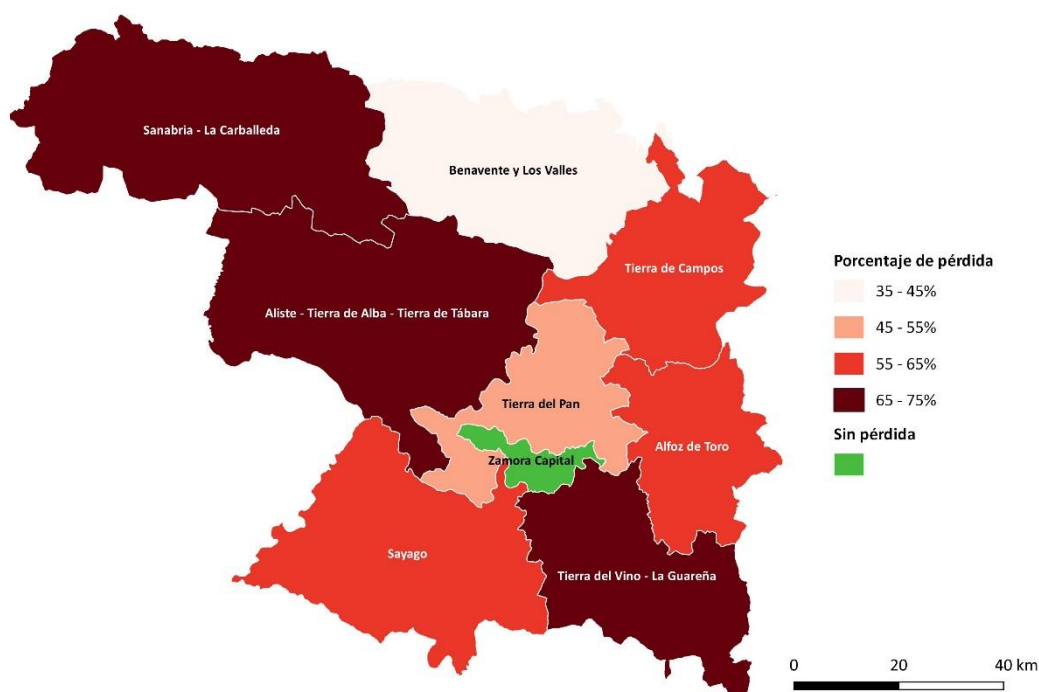 Sanabria - La Carballeda
Benavente y Los Valles
Tierra de Campos
Aliste - Tierra de Alba - Tierra de Tábara
Tierra del Pan
Zamora Capital
Alfoz de Toro
Sayago
Tierra del Vino - La Guareña
Porcentaje de pérdida
35 - 45%
45 - 55%
55 - 65%
65 - 75%
Sin pérdida
0 20 40 km